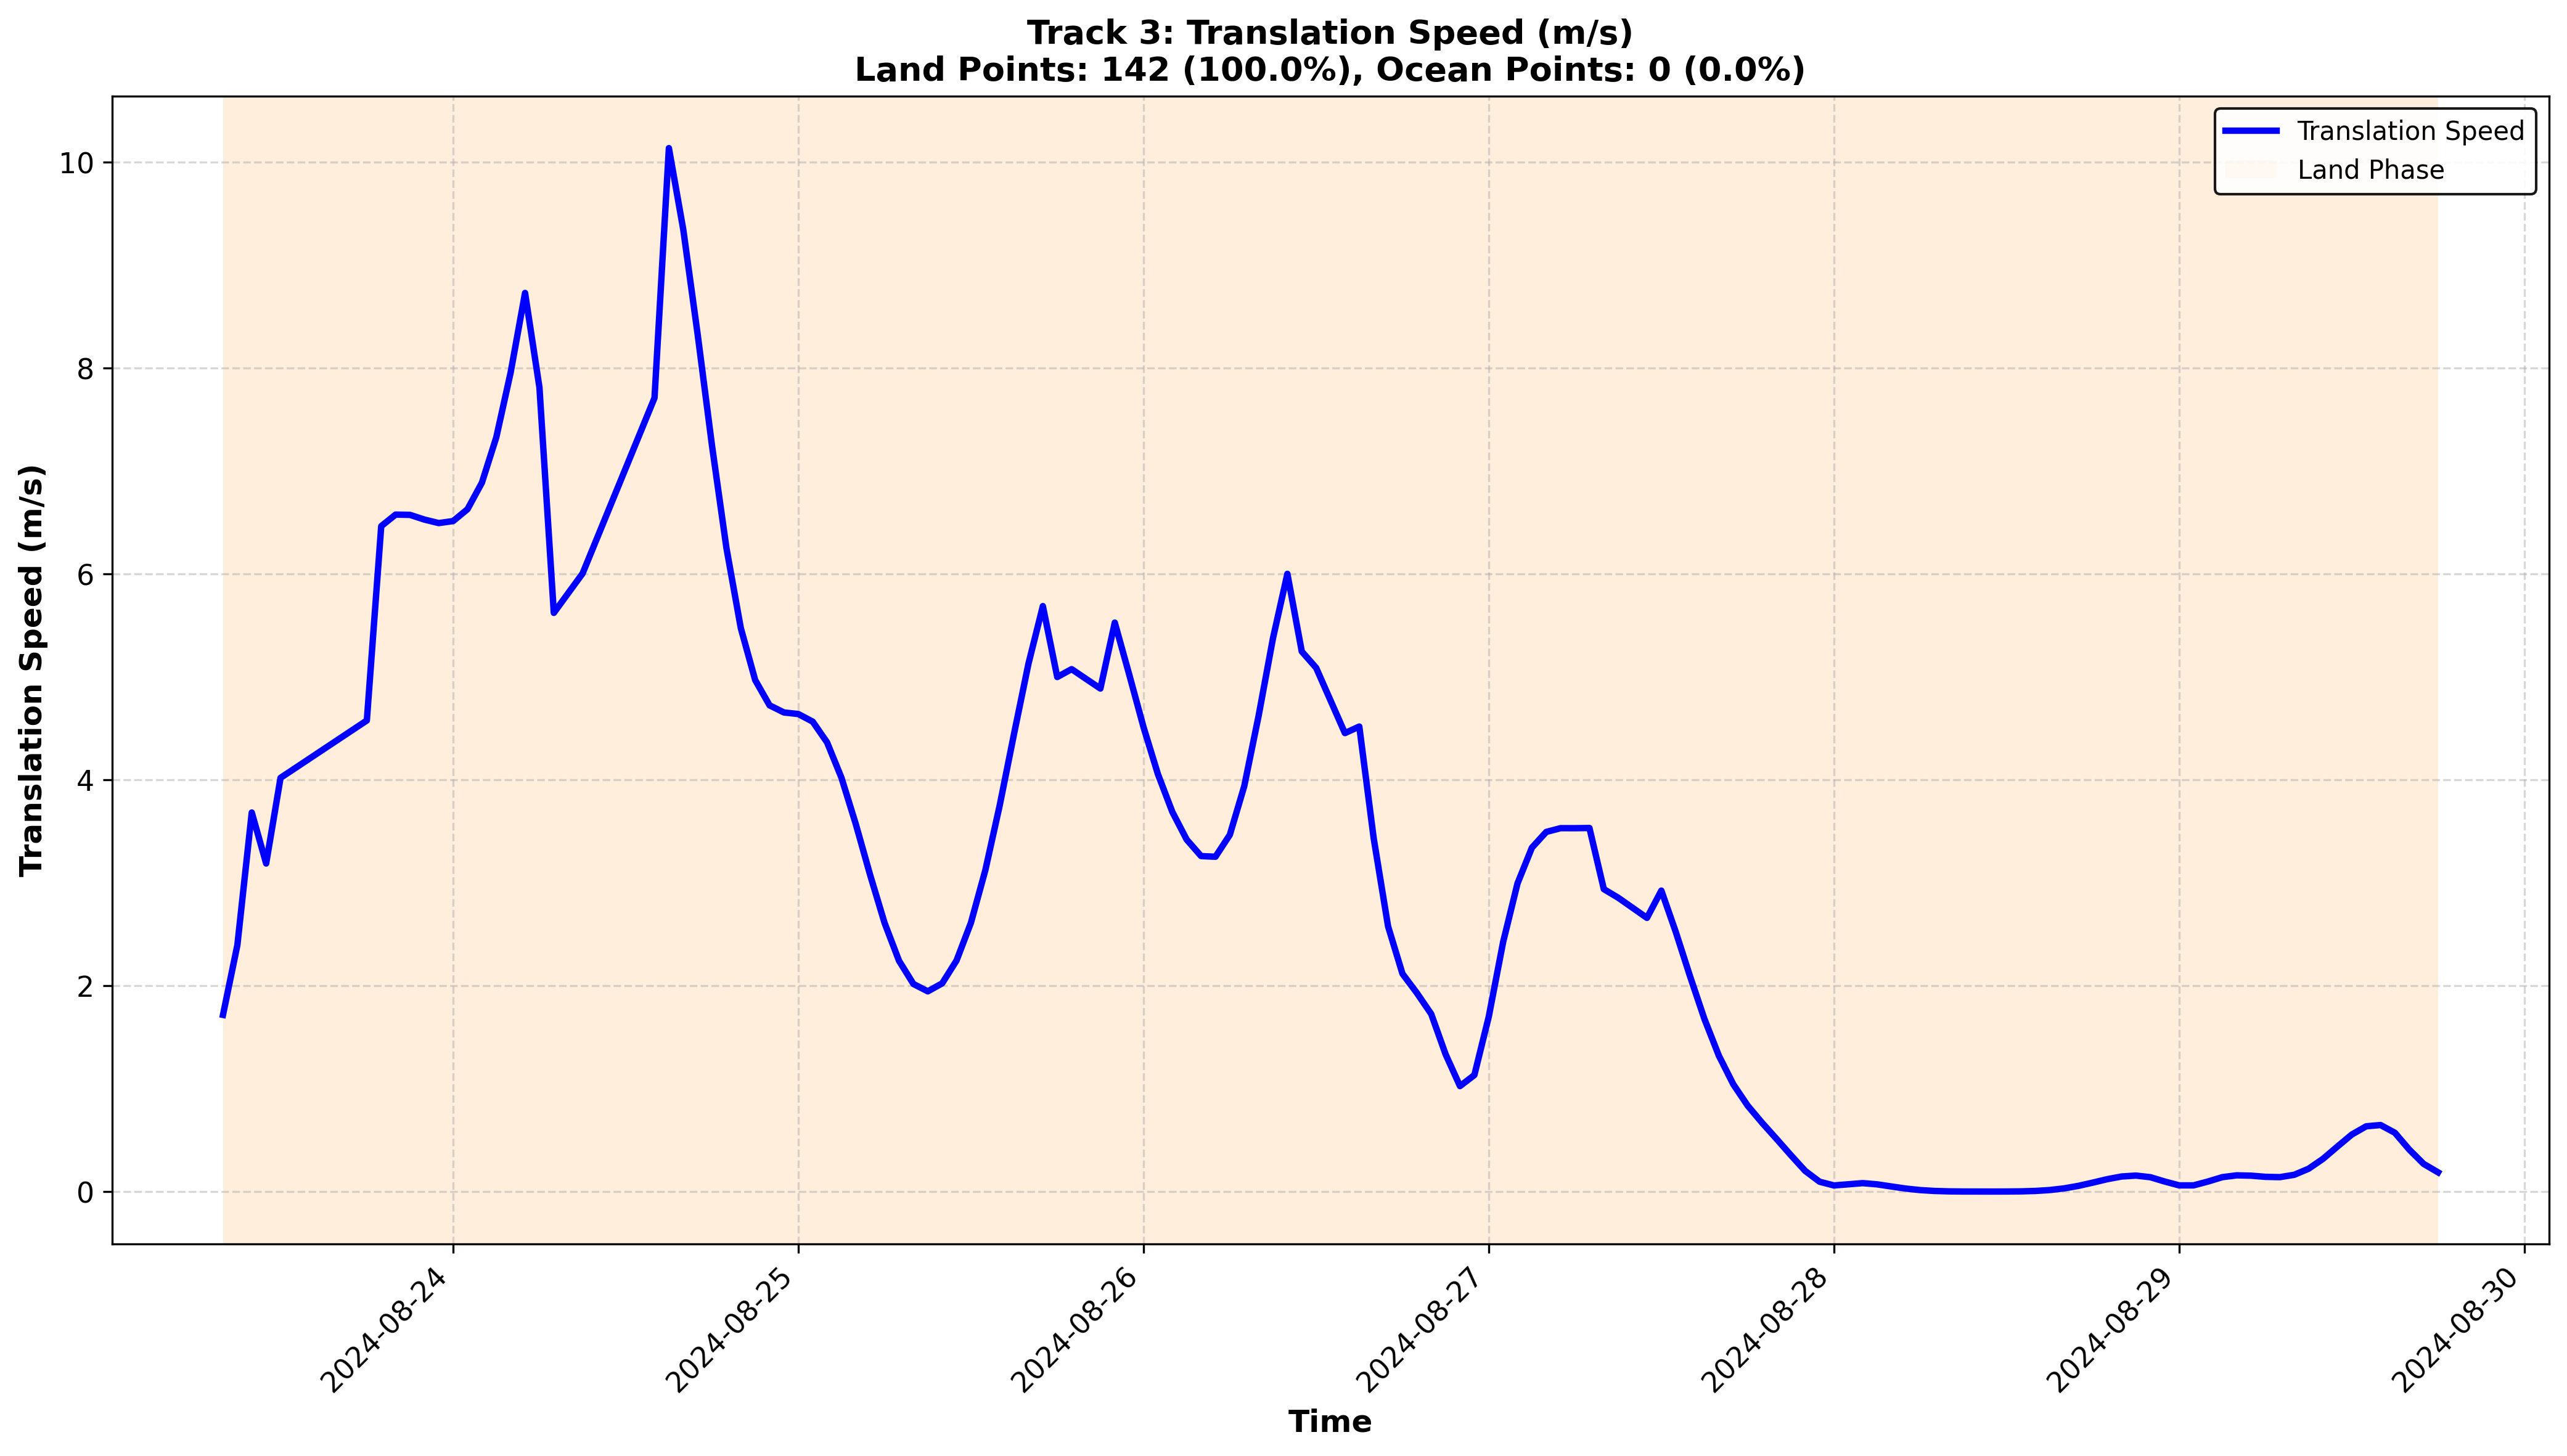 Track 3: Translation Speed (m/s)
Land Points: 142 (100.0%), Ocean Points: 0 (0.0%)
Translation Speed
Land Phase
Translation Speed (m/s)
10
8
6
4
2
0
2024-08-24
2024-08-25
2024-08-26
2024-08-27
2024-08-28
2024-08-29
2024-08-30
Time